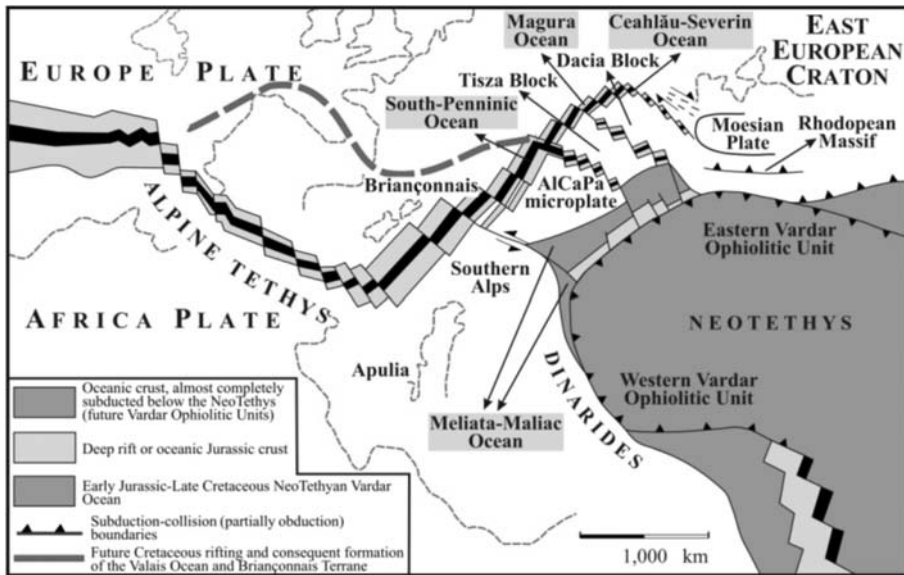 Magura
Ocean
Ceahlău-Severin
Ocean
EAST
EUROPEAN
CRATON
EUROPE PLATE
Dacia Block
Tisza Block
South-Penninic
Ocean
Moesian
Plate
Rhodopean
Massif
Briançonnais
AlCaPa
microplate
ALPINE TETHYS
Eastern Vardar
Ophiolitic Unit
Southern
Alps
AFRICA PLATE
NEOTETHYS
Apulia
DINARIDES
Western Vardar
Ophiolitic Unit
Meliata-Maliac
Ocean
Oceanic crust, almost completely
subducted below the NeoTethys
(future Vardar Ophiolitic Units)
Deep rift or oceanic Jurassic crust
Early Jurassic-Late Cretaceous NeoTethyan Vardar
Ocean
Subduction-collision (partially obduction)
boundaries
Future Cretaceous rifting and consequent formation
of the Valais Ocean and Briançonnais Terrane
1,000 km